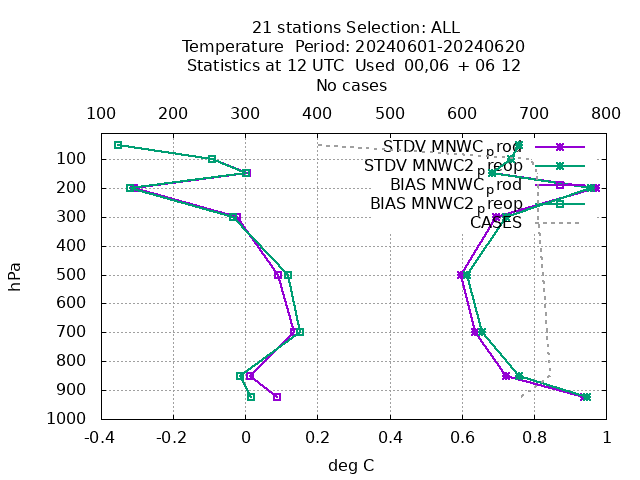 21 stations Selection: ALL
Temperature Period: 20240601-20240620
Statistics at 12 UTC Used 00,06 + 06 12
No cases
100 200 300 400 500 600 700 800
STDV MNWC_prod
STDV MNWC2_preop
BIAS MNWC_prod
BIAS MNWC2_preop
CASES
100
200
300
400
500
600
700
800
900
1000
hPa
-0.4 -0.2 0 0.2 0.4 0.6 0.8 1
deg C